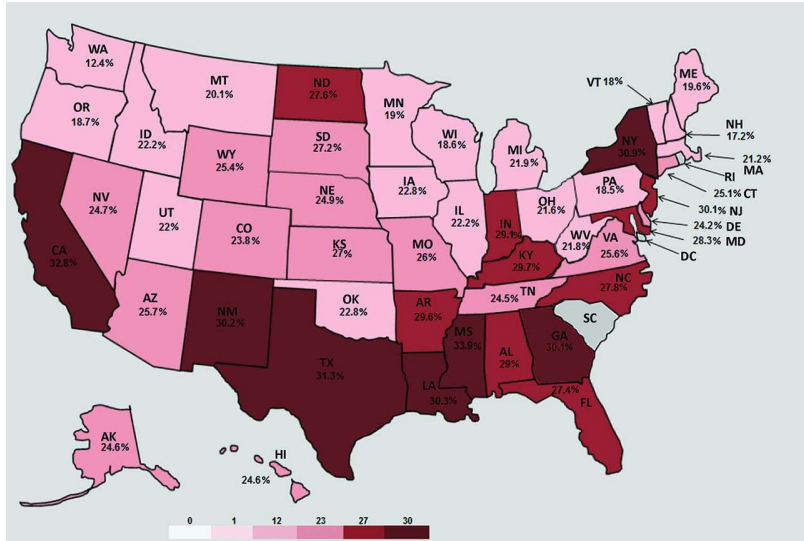 WA
12.4%
MT
20.1%
ND
27.6%
MN
19%
ME
19.6%
VT 18%
OR
18.7%
ID
22.2%
SD
27.2%
WI
18.6%
MI
21.9%
NY
30.9%
NH
17.2%
21.2%
MA
WY
25.4%
RI
25.1% CT
NV
24.7%
UT
22%
NE
24.9%
IA
22.8%
PA
18.5%
30.1% NJ
CO
23.8%
IL
22.2%
IN
29.1%
OH
21.6%
24.2% DE
28.3% MD
DC
CA
32.8%
KS
27%
MO
26%
WV
21.8%
VA
25.6%
KY
29.7%
AZ
25.7%
NM
30.2%
OK
22.8%
AR
29.6%
24.5% TN
NC
27.8%
SC
MS
33.9%
AL
29%
GA
30.1%
TX
31.3%
LA
30.3%
27.4%
FL
AK
24.6%
HI
24.6%
0 1 12 23 27 30